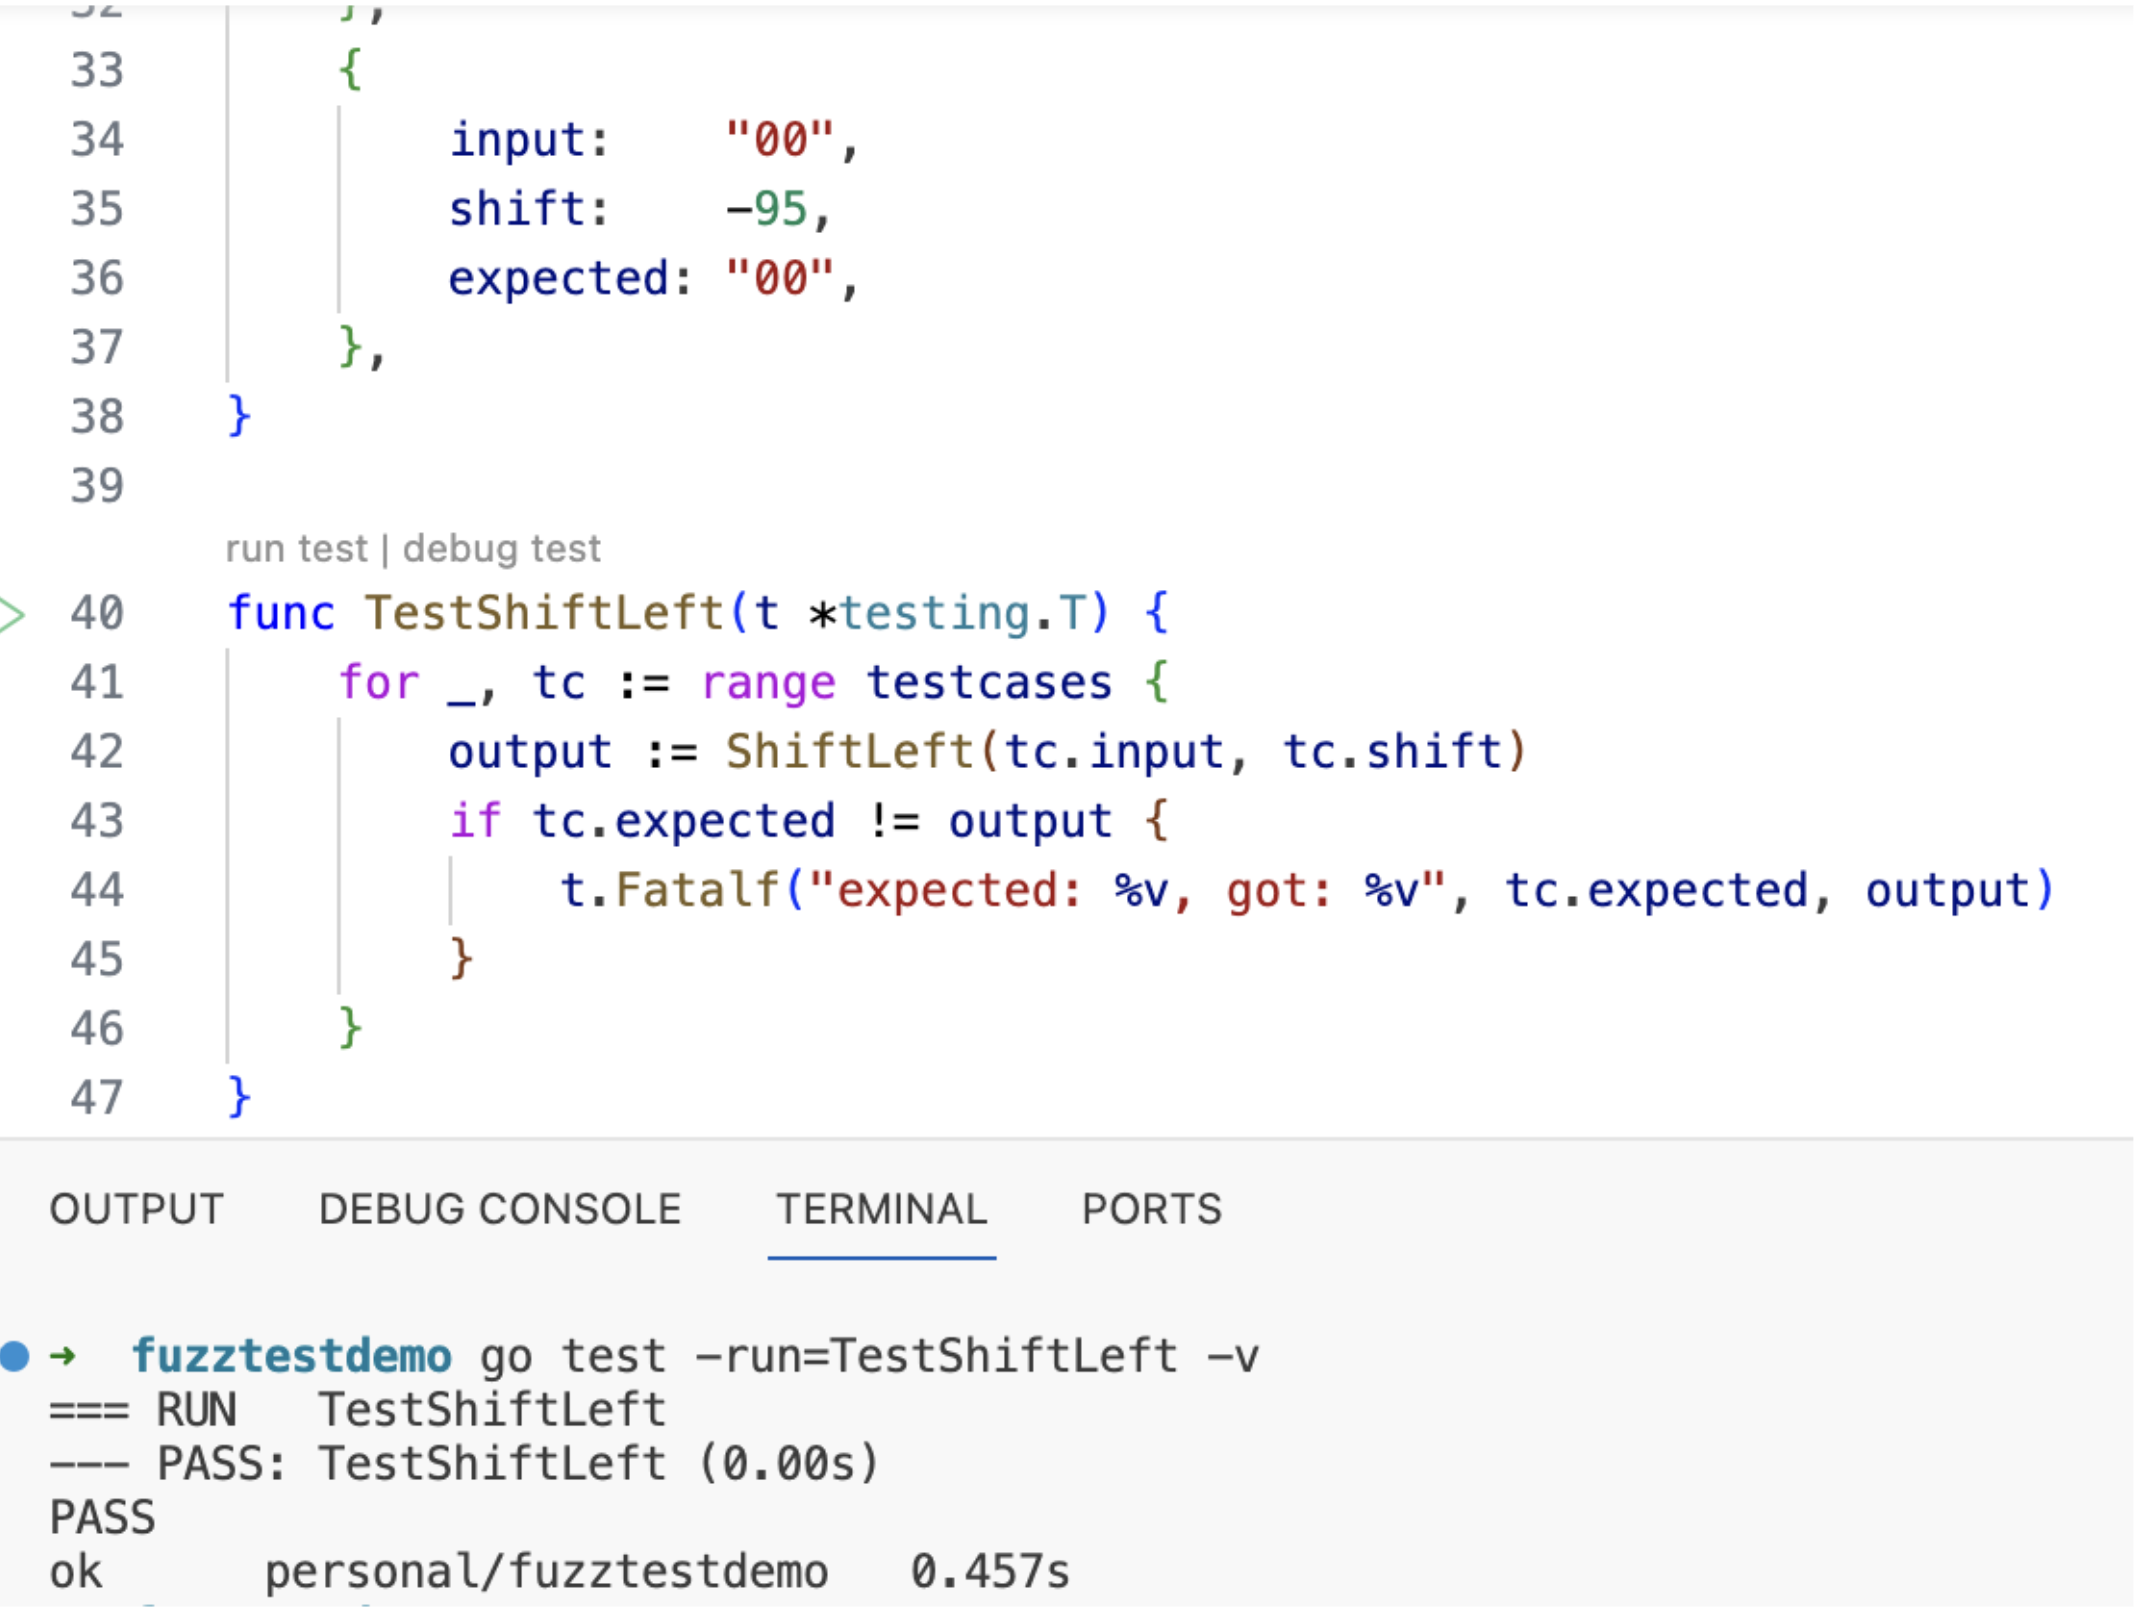 32 },
33 {
34 input: "00",
35 shift: -95,
36 expected: "00",
37 },
38 }
39
run test | debug test
40 func TestShiftLeft(t *testing.T) {
41 for _, tc := range testcases {
42 output := ShiftLeft(tc.input, tc.shift)
43 if tc.expected != output {
44 t.Fatalf("expected: %v, got: %v", tc.expected, output)
45 }
46 }
47 }
OUTPUT DEBUG CONSOLE TERMINAL PORTS
➜ fuzztestdemo go test -run=TestShiftLeft -v
=== RUN TestShiftLeft
--- PASS: TestShiftLeft (0.00s)
PASS
ok personal/fuzztestdemo 0.457s